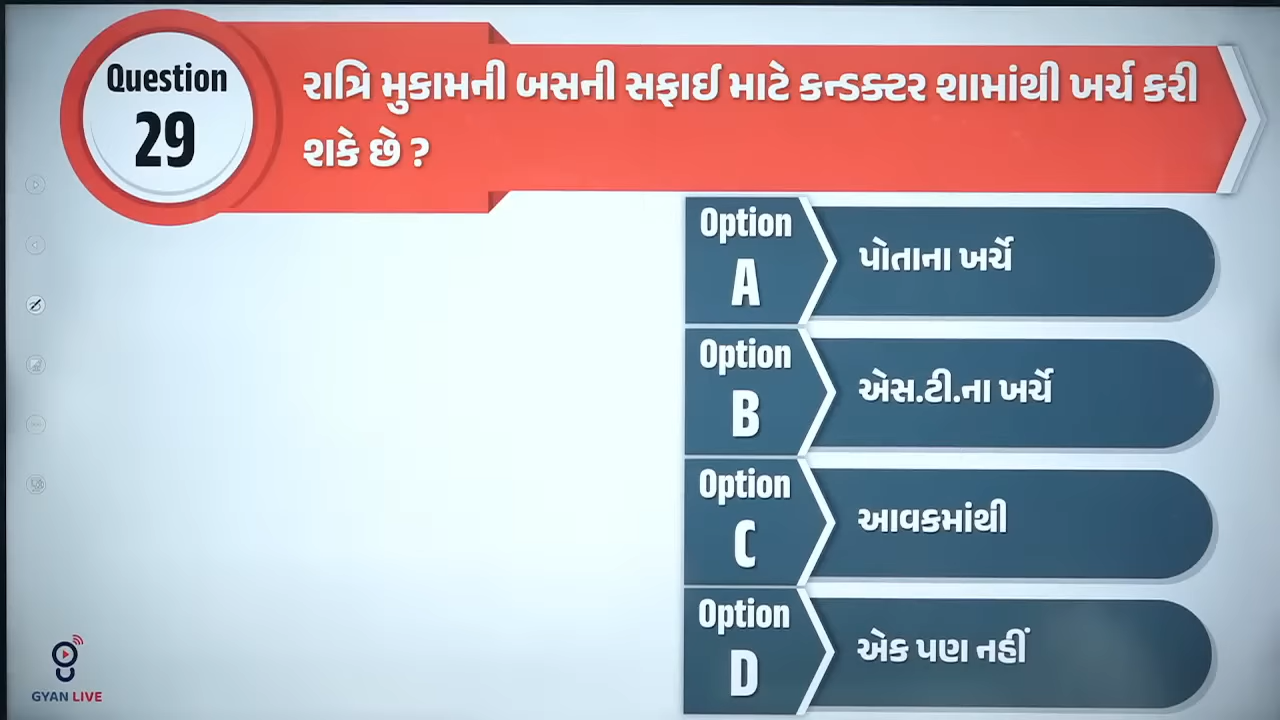 Question
29
રાત્રિ મુકામની બસની સફાઈ માટે કન્ડક્ટર શામાંથી ખર્ચ કરી
શકે છે ?
Option
A
પોતાના ખર્ચે
Option
B
એસ.ટી.ના ખર્ચે
Option
C
આવકમાંથી
Option
D
એક પણ નહીં
GYAN LIVE